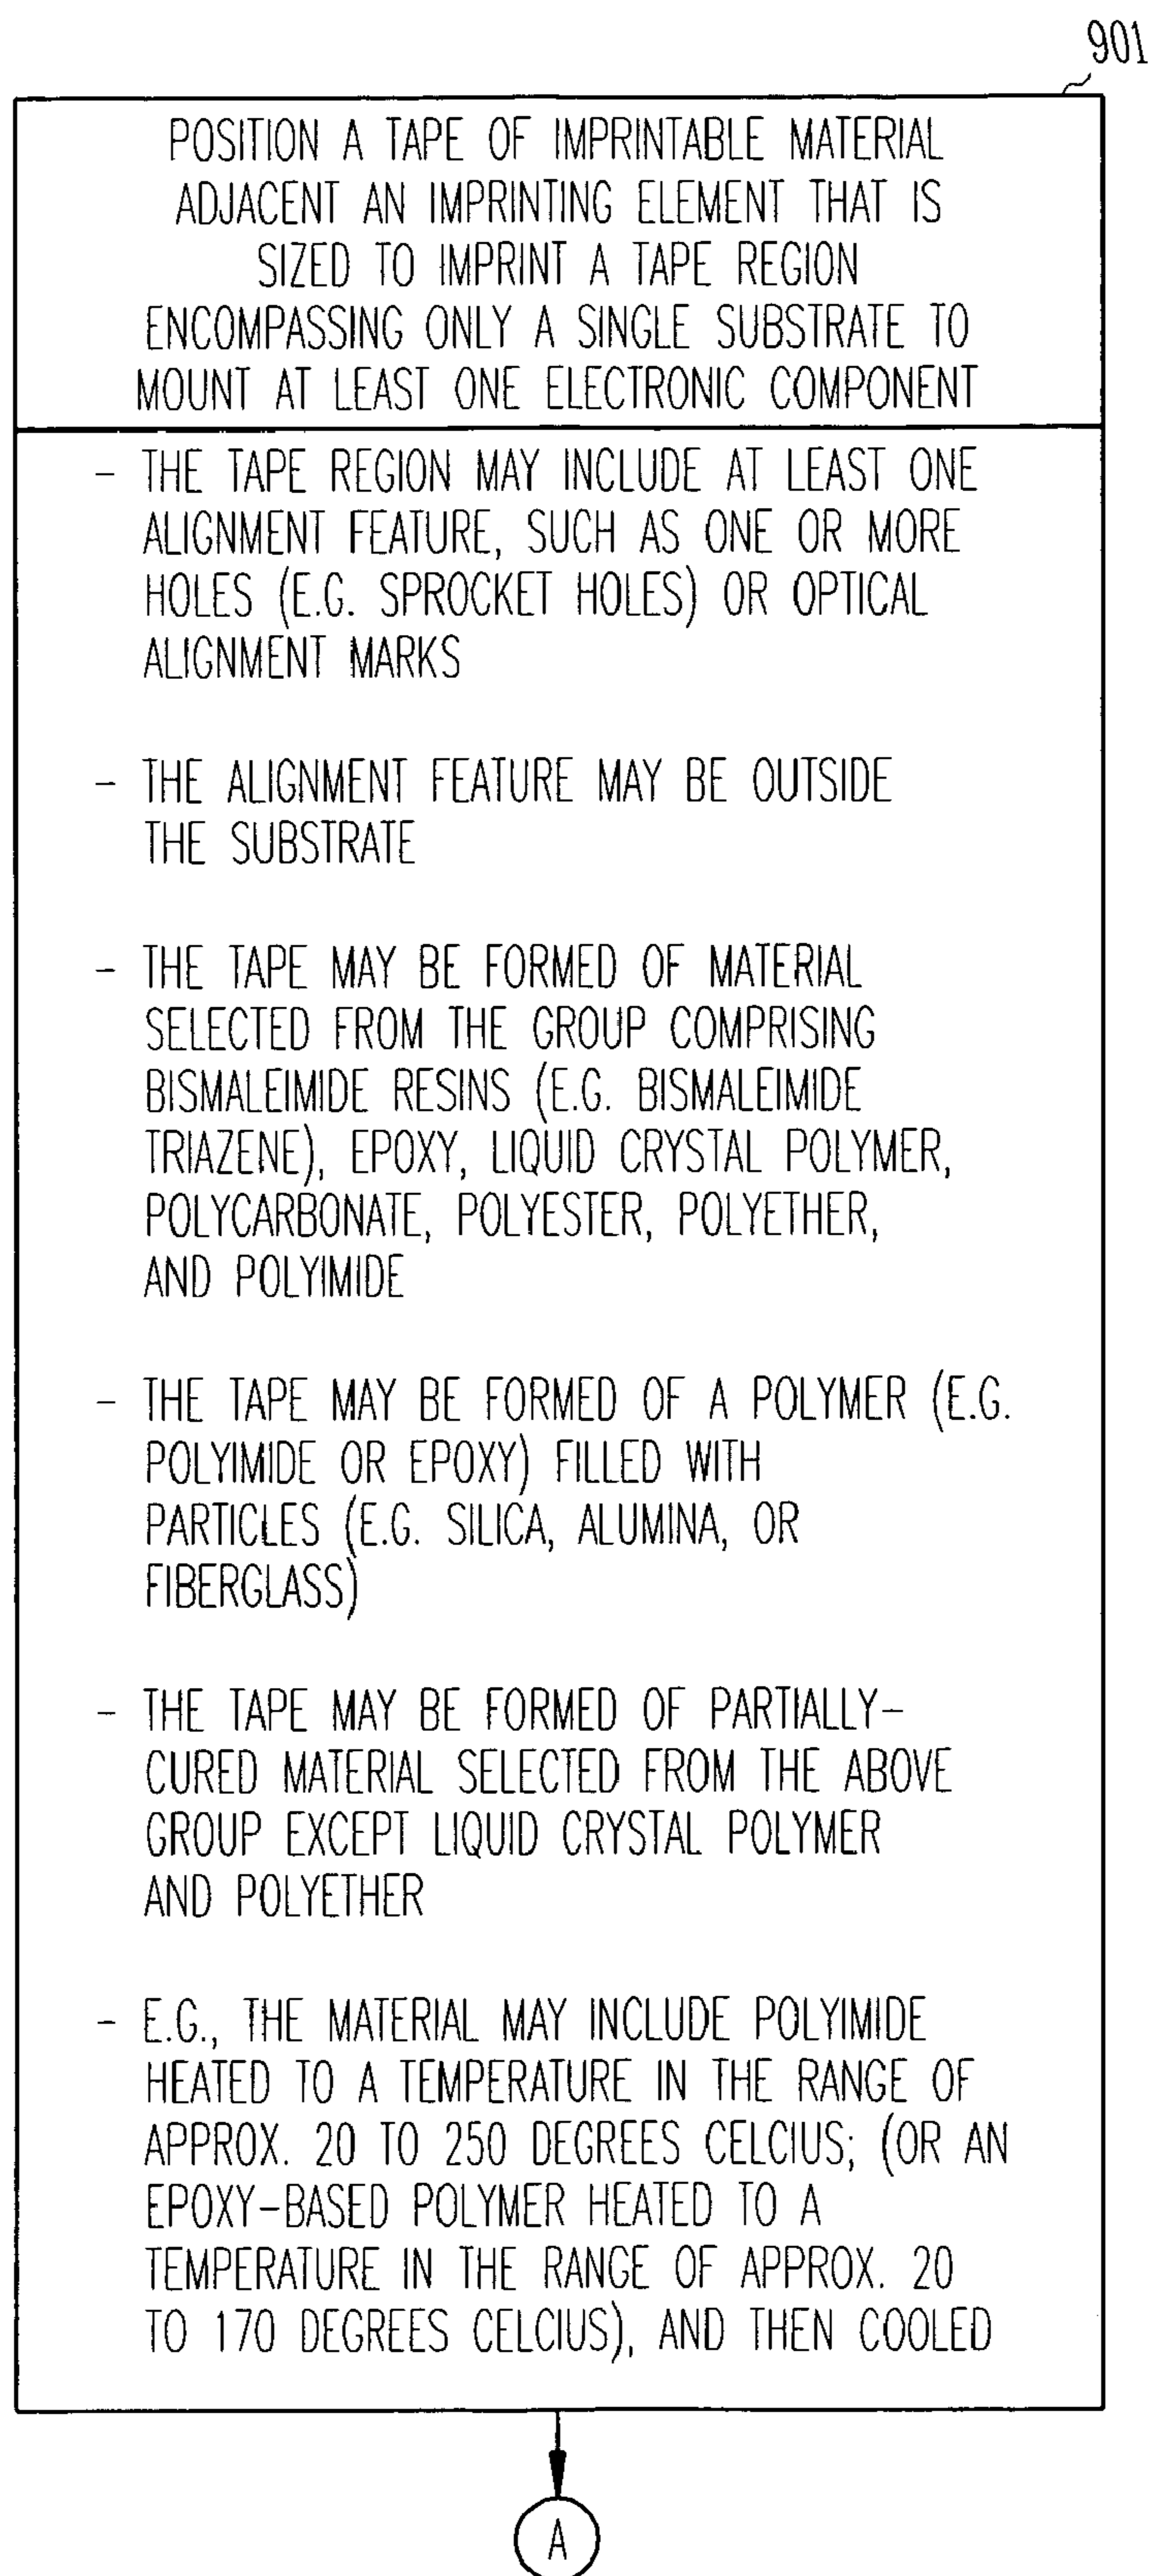 901
POSITION A TAPE OF IMPRINTABLE MATERIAL
ADJACENT AN IMPRINTING ELEMENT THAT IS
SIZED TO IMPRINT A TAPE REGION
ENCOMPASSING ONLY A SINGLE SUBSTRATE TO
MOUNT AT LEAST ONE ELECTRONIC COMPONENT
- THE TAPE REGION MAY INCLUDE AT LEAST ONE
ALIGNMENT FEATURE, SUCH AS ONE OR MORE
HOLES (E.G. SPROCKET HOLES) OR OPTICAL
ALIGNMENT MARKS
- THE ALIGNMENT FEATURE MAY BE OUTSIDE
THE SUBSTRATE
- THE TAPE MAY BE FORMED OF MATERIAL
SELECTED FROM THE GROUP COMPRISING
BISMALEIMIDE RESINS (E.G. BISMALEIMIDE
TRIAZENE), EPOXY, LIQUID CRYSTAL POLYMER,
POLYCARBONATE, POLYESTER, POLYETHER,
AND POLYIMIDE
- THE TAPE MAY BE FORMED OF A POLYMER (E.G.
POLYIMIDE OR EPOXY) FILLED WITH
PARTICLES (E.G. SILICA, ALUMINA, OR
FIBERGLASS)
- THE TAPE MAY BE FORMED OF PARTIALLY-
CURED MATERIAL SELECTED FROM THE ABOVE
GROUP EXCEPT LIQUID CRYSTAL POLYMER
AND POLYETHER
- E.G., THE MATERIAL MAY INCLUDE POLYIMIDE
HEATED TO A TEMPERATURE IN THE RANGE OF
APPROX. 20 TO 250 DEGREES CELCIUS; (OR AN
EPOXY-BASED POLYMER HEATED TO A
TEMPERATURE IN THE RANGE OF APPROX. 20
TO 170 DEGREES CELCIUS), AND THEN COOLED
A